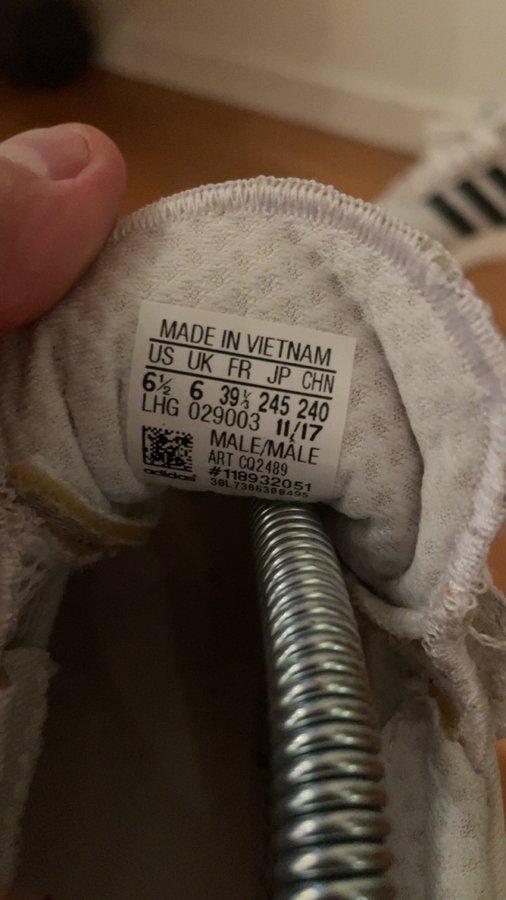 MADE IN VIETNAM
US UK FR JP CHN
6½ 6 39⅓ 245 240
LHG 029003 11/17
MALE/MÂLE
ART CQ2489
#118932051
adidas